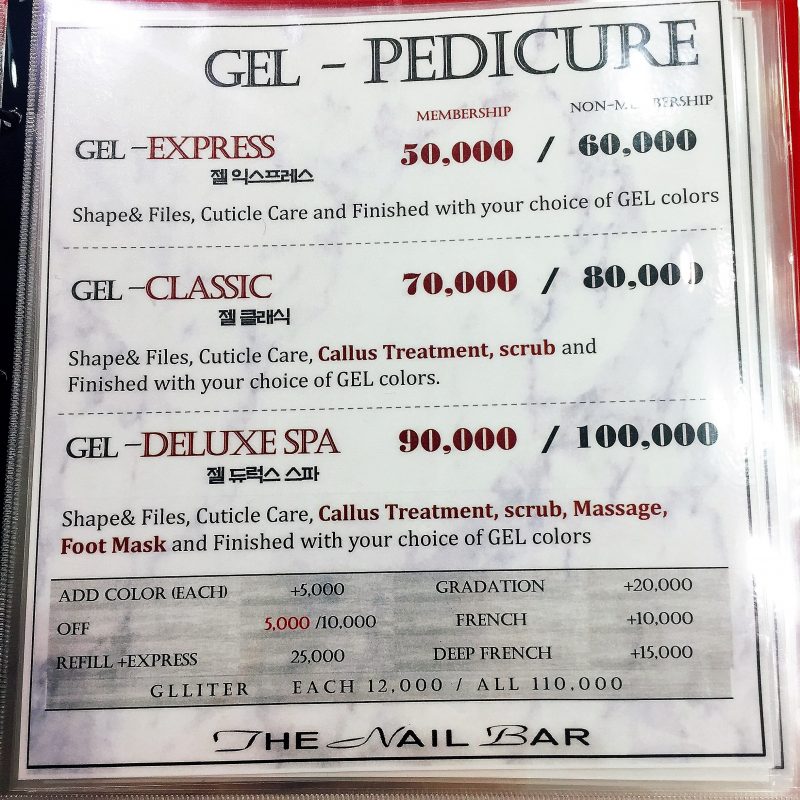 GEL - PEDICURE
MEMBERSHIP NON-MEMBERSHIP
GEL -EXPRESS 50,000 / 60,000
젤 익스프레스
Shape& Files, Cuticle Care and Finished with your choice of GEL colors
GEL -CLASSIC 70,000 / 80,000
젤 클래식
Shape& Files, Cuticle Care, Callus Treatment, scrub and
Finished with your choice of GEL colors.
GEL -DELUXE SPA 90,000 / 100,000
젤 듀럭스 스파
Shape& Files, Cuticle Care, Callus Treatment, scrub, Massage,
Foot Mask and Finished with your choice of GEL colors
ADD COLOR (EACH) +5,000 GRADATION +20,000
OFF 5,000 /10,000 FRENCH +10,000
REFILL +EXPRESS 25,000 DEEP FRENCH +15,000
GLLITER EACH 12,000 / ALL 110,000
THE NAIL BAR